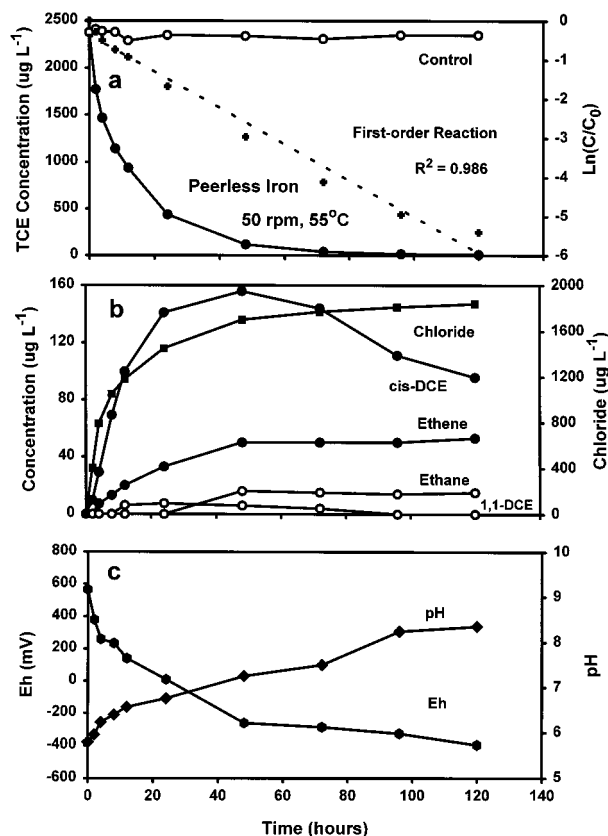 a
TCE Concentration (ug L-1)
2500
2000
1500
1000
500
0
Control
First-order Reaction
R2 = 0.986
Peerless Iron
50 rpm, 55oC
-0
-1
-2
-3
-4
-5
-6
Ln(C/C0)
b
Concentration (ug L-1)
160
120
80
40
0
Chloride
cis-DCE
Ethene
Ethane
1,1-DCE
2000
1600
1200
800
400
0
Chloride (ug L-1)
c
Eh (mV)
800
600
400
200
0
-200
-400
-600
pH
Eh
10
9
8
7
6
5
pH
0
20
40
60
80
100
120
140
Time (hours)